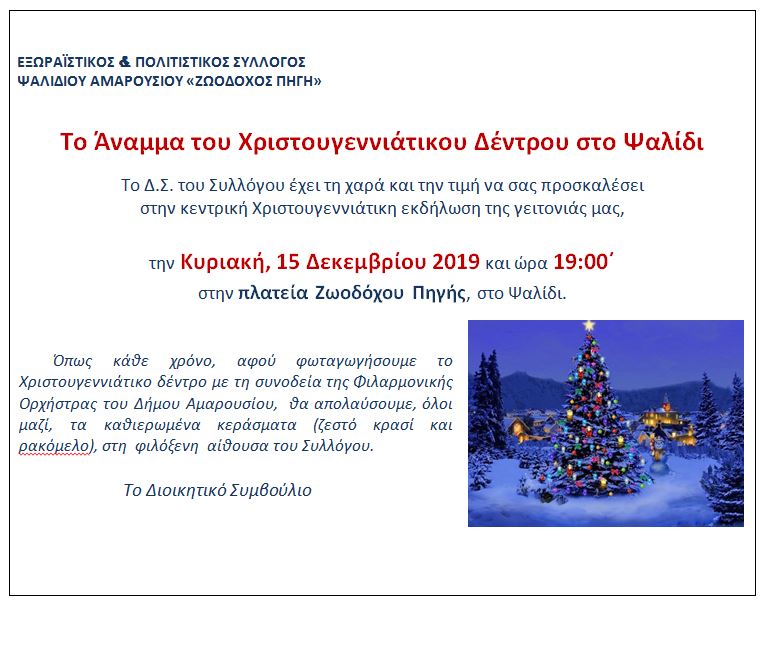 ΕΞΩΡΑΪΣΤΙΚΟΣ & ΠΟΛΙΤΙΣΤΙΚΟΣ ΣΥΛΛΟΓΟΣ
ΨΑΛΙΔΙΟΥ ΑΜΑΡΟΥΣΙΟΥ «ΖΩΟΔΟΧΟΣ ΠΗΓΗ»
Το Άναμμα του Χριστουγεννιάτικου Δέντρου στο Ψαλίδι
Το Δ.Σ. του Συλλόγου έχει τη χαρά και την τιμή να σας προσκαλέσει
στην κεντρική Χριστουγεννιάτικη εκδήλωση της γειτονιάς μας,
την Κυριακή, 15 Δεκεμβρίου 2019 και ώρα 19:00΄
στην πλατεία Ζωοδόχου Πηγής, στο Ψαλίδι.
Όπως κάθε χρόνο, αφού φωταγωγήσουμε το
Χριστουγεννιάτικο δέντρο με τη συνοδεία της Φιλαρμονικής
Ορχήστρας του Δήμου Αμαρουσίου, θα απολαύσουμε, όλοι
μαζί, τα καθιερωμένα κεράσματα (ζεστό κρασί και
ρακόμελο), στη φιλόξενη αίθουσα του Συλλόγου.
Το Διοικητικό Συμβούλιο